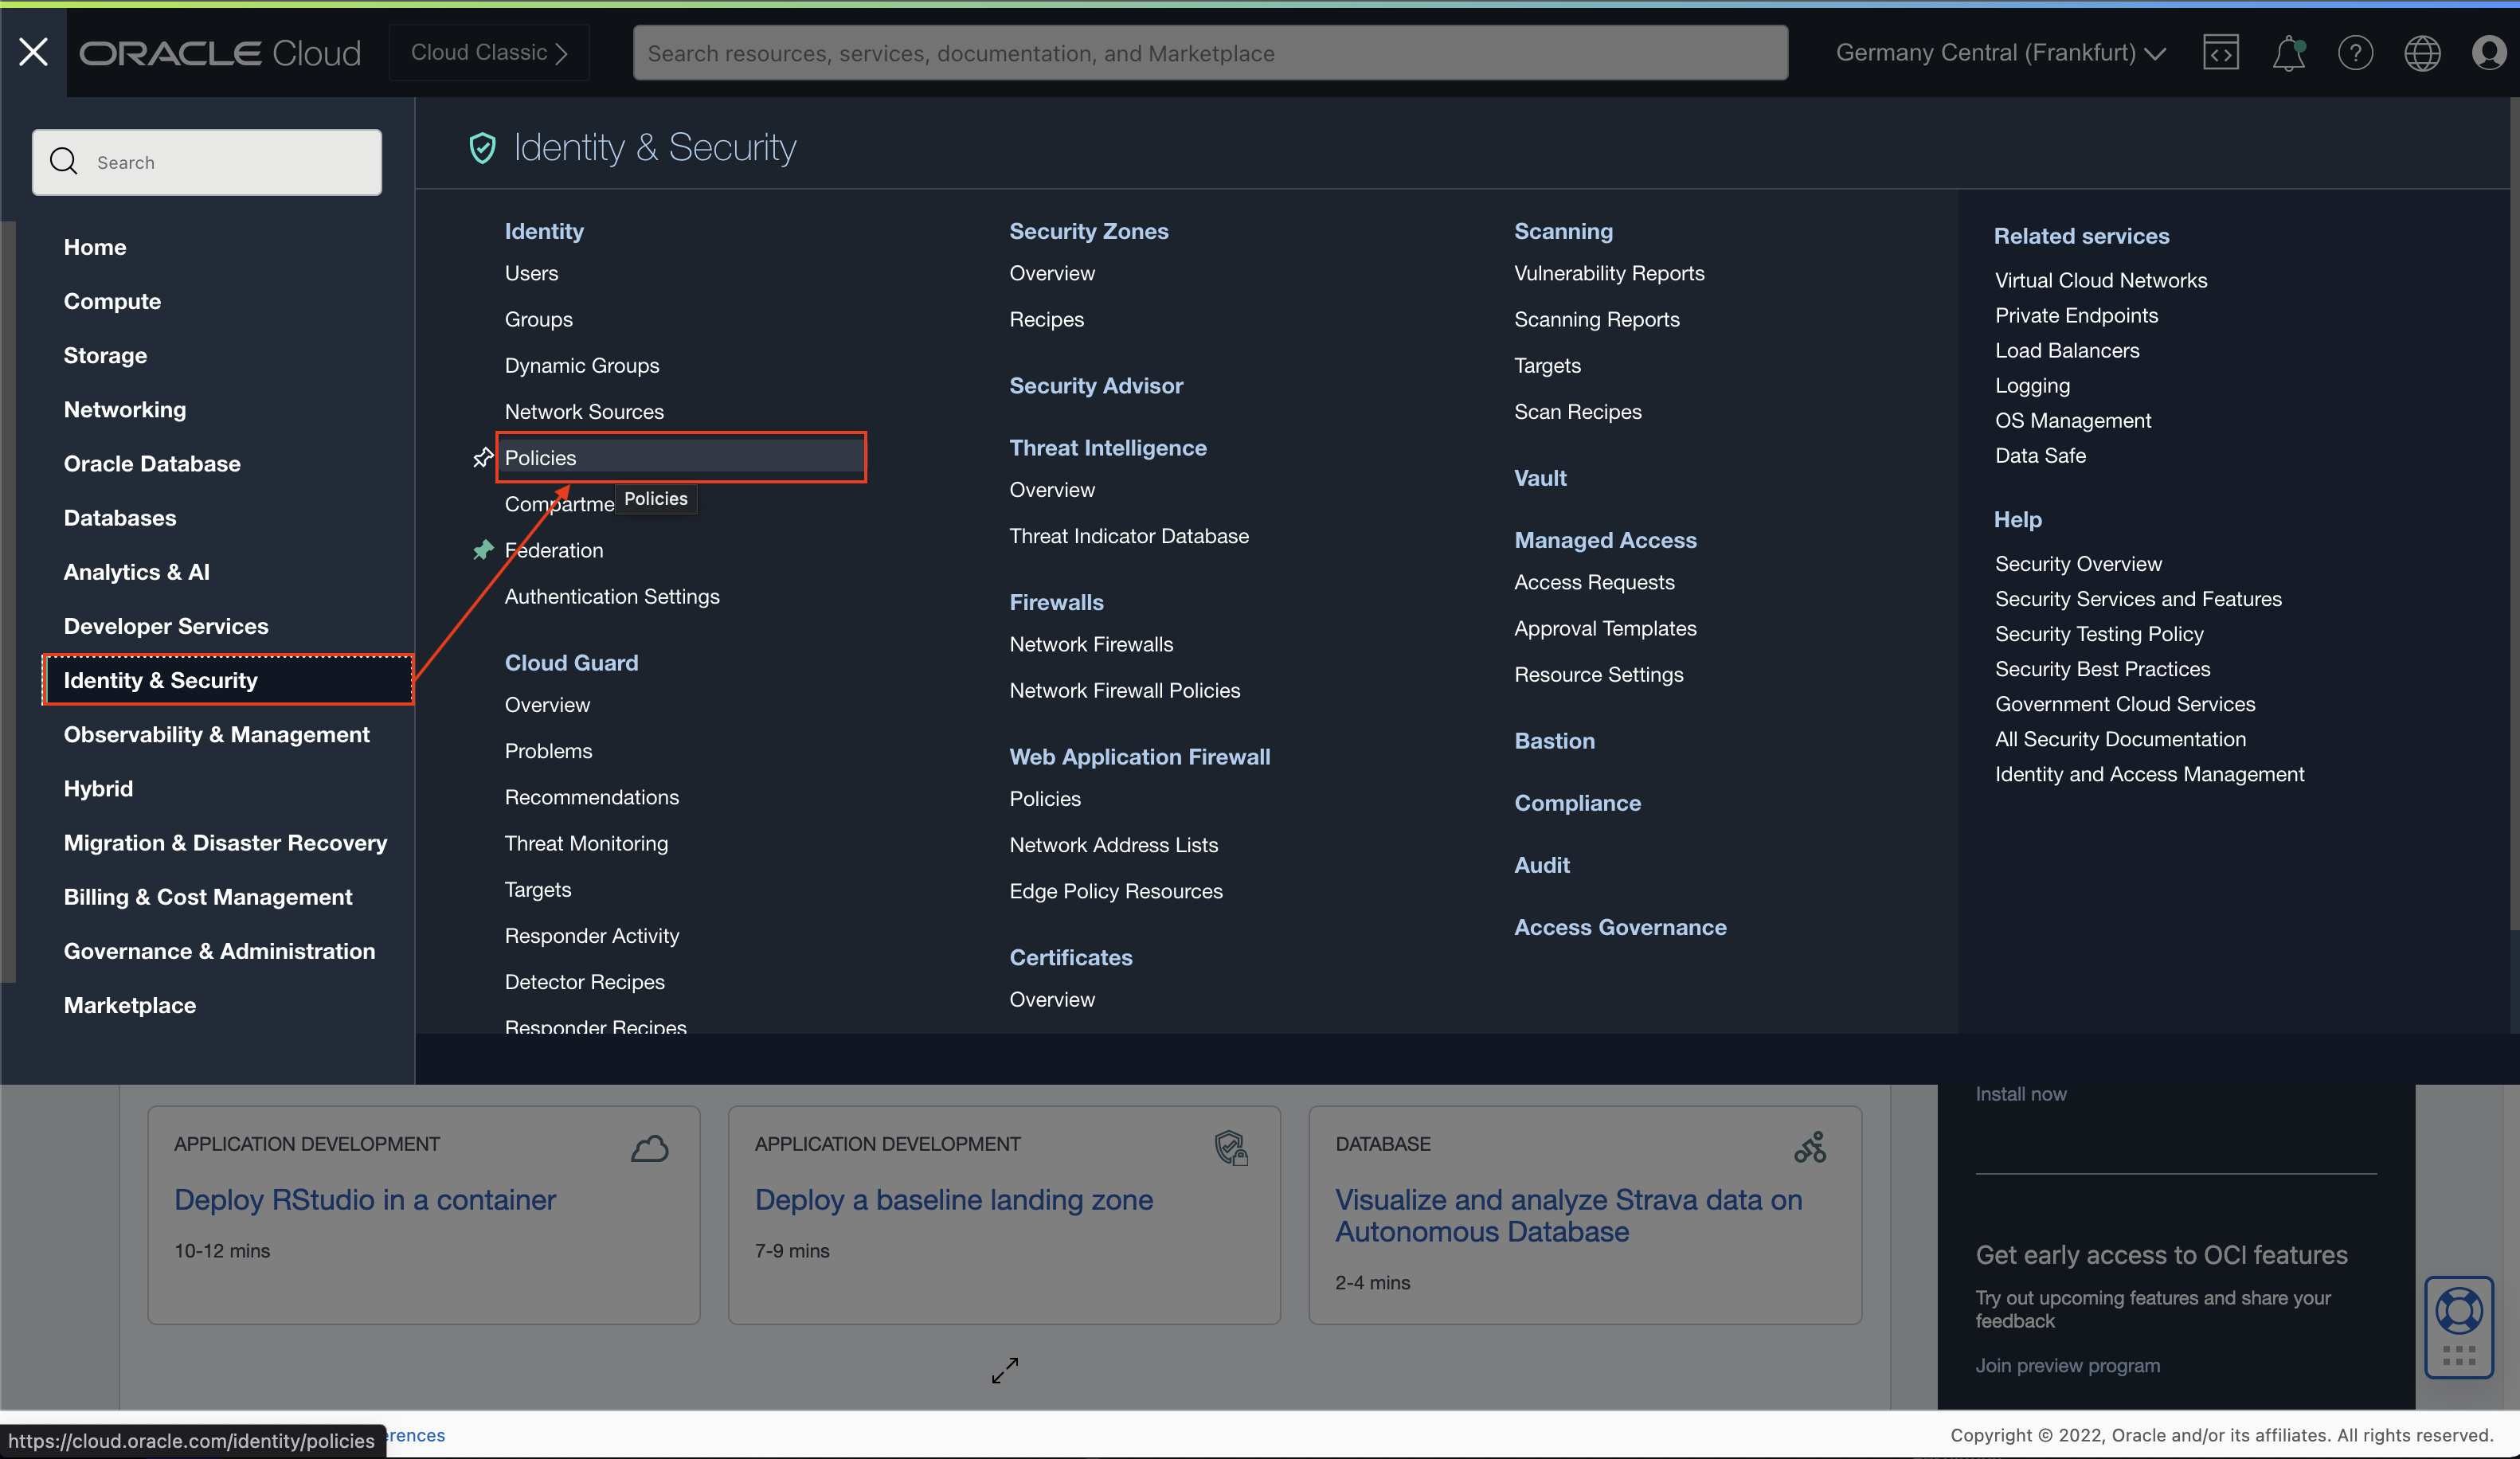 ORACLE Cloud
Cloud Classic
Search resources, services, documentation, and Marketplace
Germany Central (Frankfurt)
Search
Home
Compute
Storage
Networking
Oracle Database
Databases
Analytics & AI
Developer Services
Identity & Security
Observability & Management
Hybrid
Migration & Disaster Recovery
Billing & Cost Management
Governance & Administration
Marketplace
Identity & Security
Identity
Users
Groups
Dynamic Groups
Network Sources
Policies
Compartme
Policies
Federation
Authentication Settings
Cloud Guard
Overview
Problems
Recommendations
Threat Monitoring
Targets
Responder Activity
Detector Recipes
Responder Recipes
Security Zones
Overview
Recipes
Security Advisor
Threat Intelligence
Overview
Threat Indicator Database
Firewalls
Network Firewalls
Network Firewall Policies
Web Application Firewall
Policies
Network Address Lists
Edge Policy Resources
Certificates
Overview
Scanning
Vulnerability Reports
Scanning Reports
Targets
Scan Recipes
Vault
Managed Access
Access Requests
Approval Templates
Resource Settings
Bastion
Compliance
Audit
Access Governance
Related services
Virtual Cloud Networks
Private Endpoints
Load Balancers
Logging
OS Management
Data Safe
Help
Security Overview
Security Services and Features
Security Testing Policy
Security Best Practices
Government Cloud Services
All Security Documentation
Identity and Access Management
APPLICATION DEVELOPMENT
Deploy RStudio in a container
10-12 mins
APPLICATION DEVELOPMENT
Deploy a baseline landing zone
7-9 mins
DATABASE
Visualize and analyze Strava data on
Autonomous Database
2-4 mins
Install now
Get early access to OCI features
Try out upcoming features and share your
feedback
Join preview program
https://cloud.oracle.com/identity/policies
erences
Copyright © 2022, Oracle and/or its affiliates. All rights reserved.